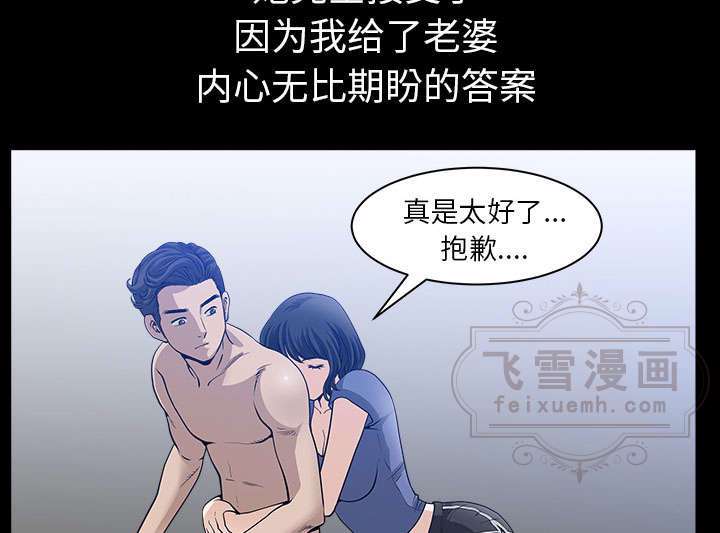 因为我给了老婆
内心无比期盼的答案
真是太好了...
抱歉....
飞雪漫画
feixuemh.com